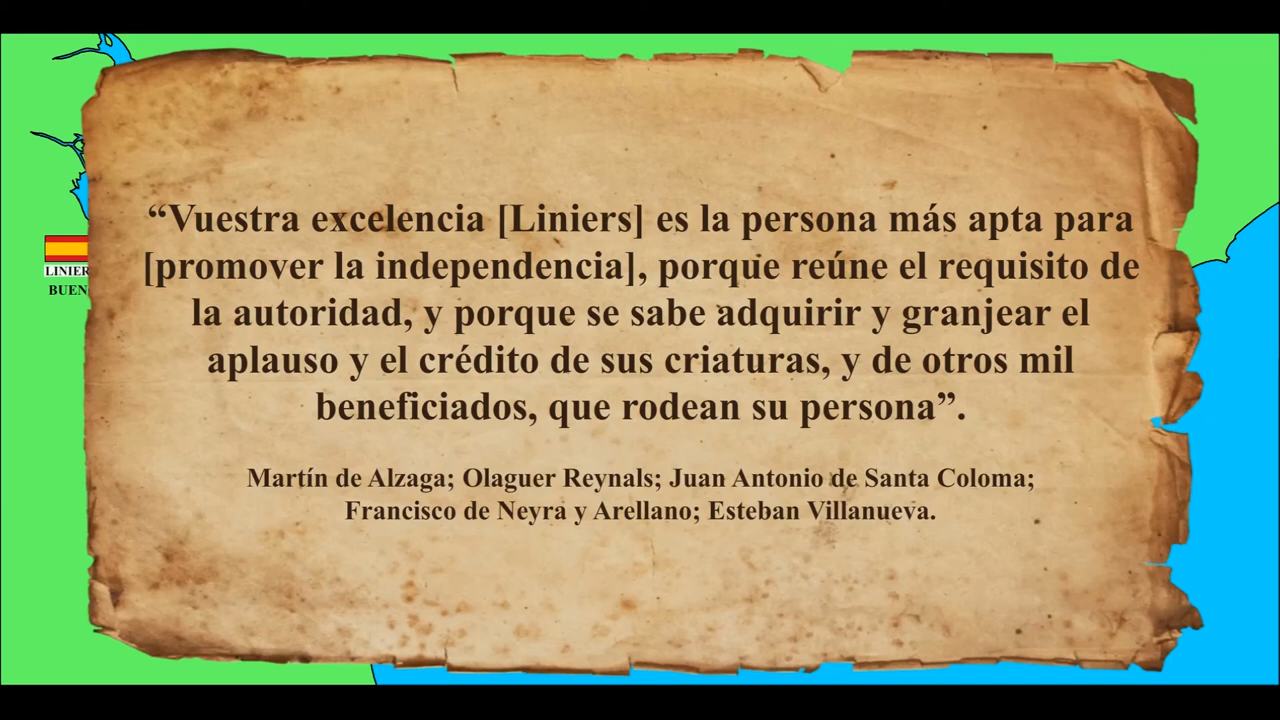 “Vuestra excelencia [Liniers] es la persona más apta para
[promover la independencia], porque reúne el requisito de
la autoridad, y porque se sabe adquirir y granjear el
aplauso y el crédito de sus criaturas, y de otros mil
beneficiados, que rodean su persona”.
Martín de Alzaga; Olaguer Reynals; Juan Antonio de Santa Coloma;
Francisco de Neyra y Arellano; Esteban Villanueva.
LINIER
BUEN